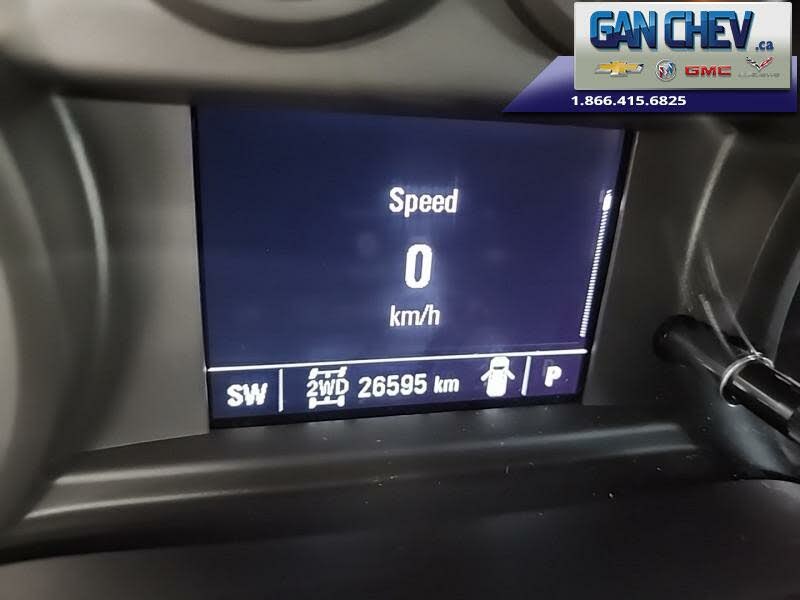 GAN CHEV.ca
GMC
1.866.415.6825
Speed
0
km/h
SW 2WD 26595 km P